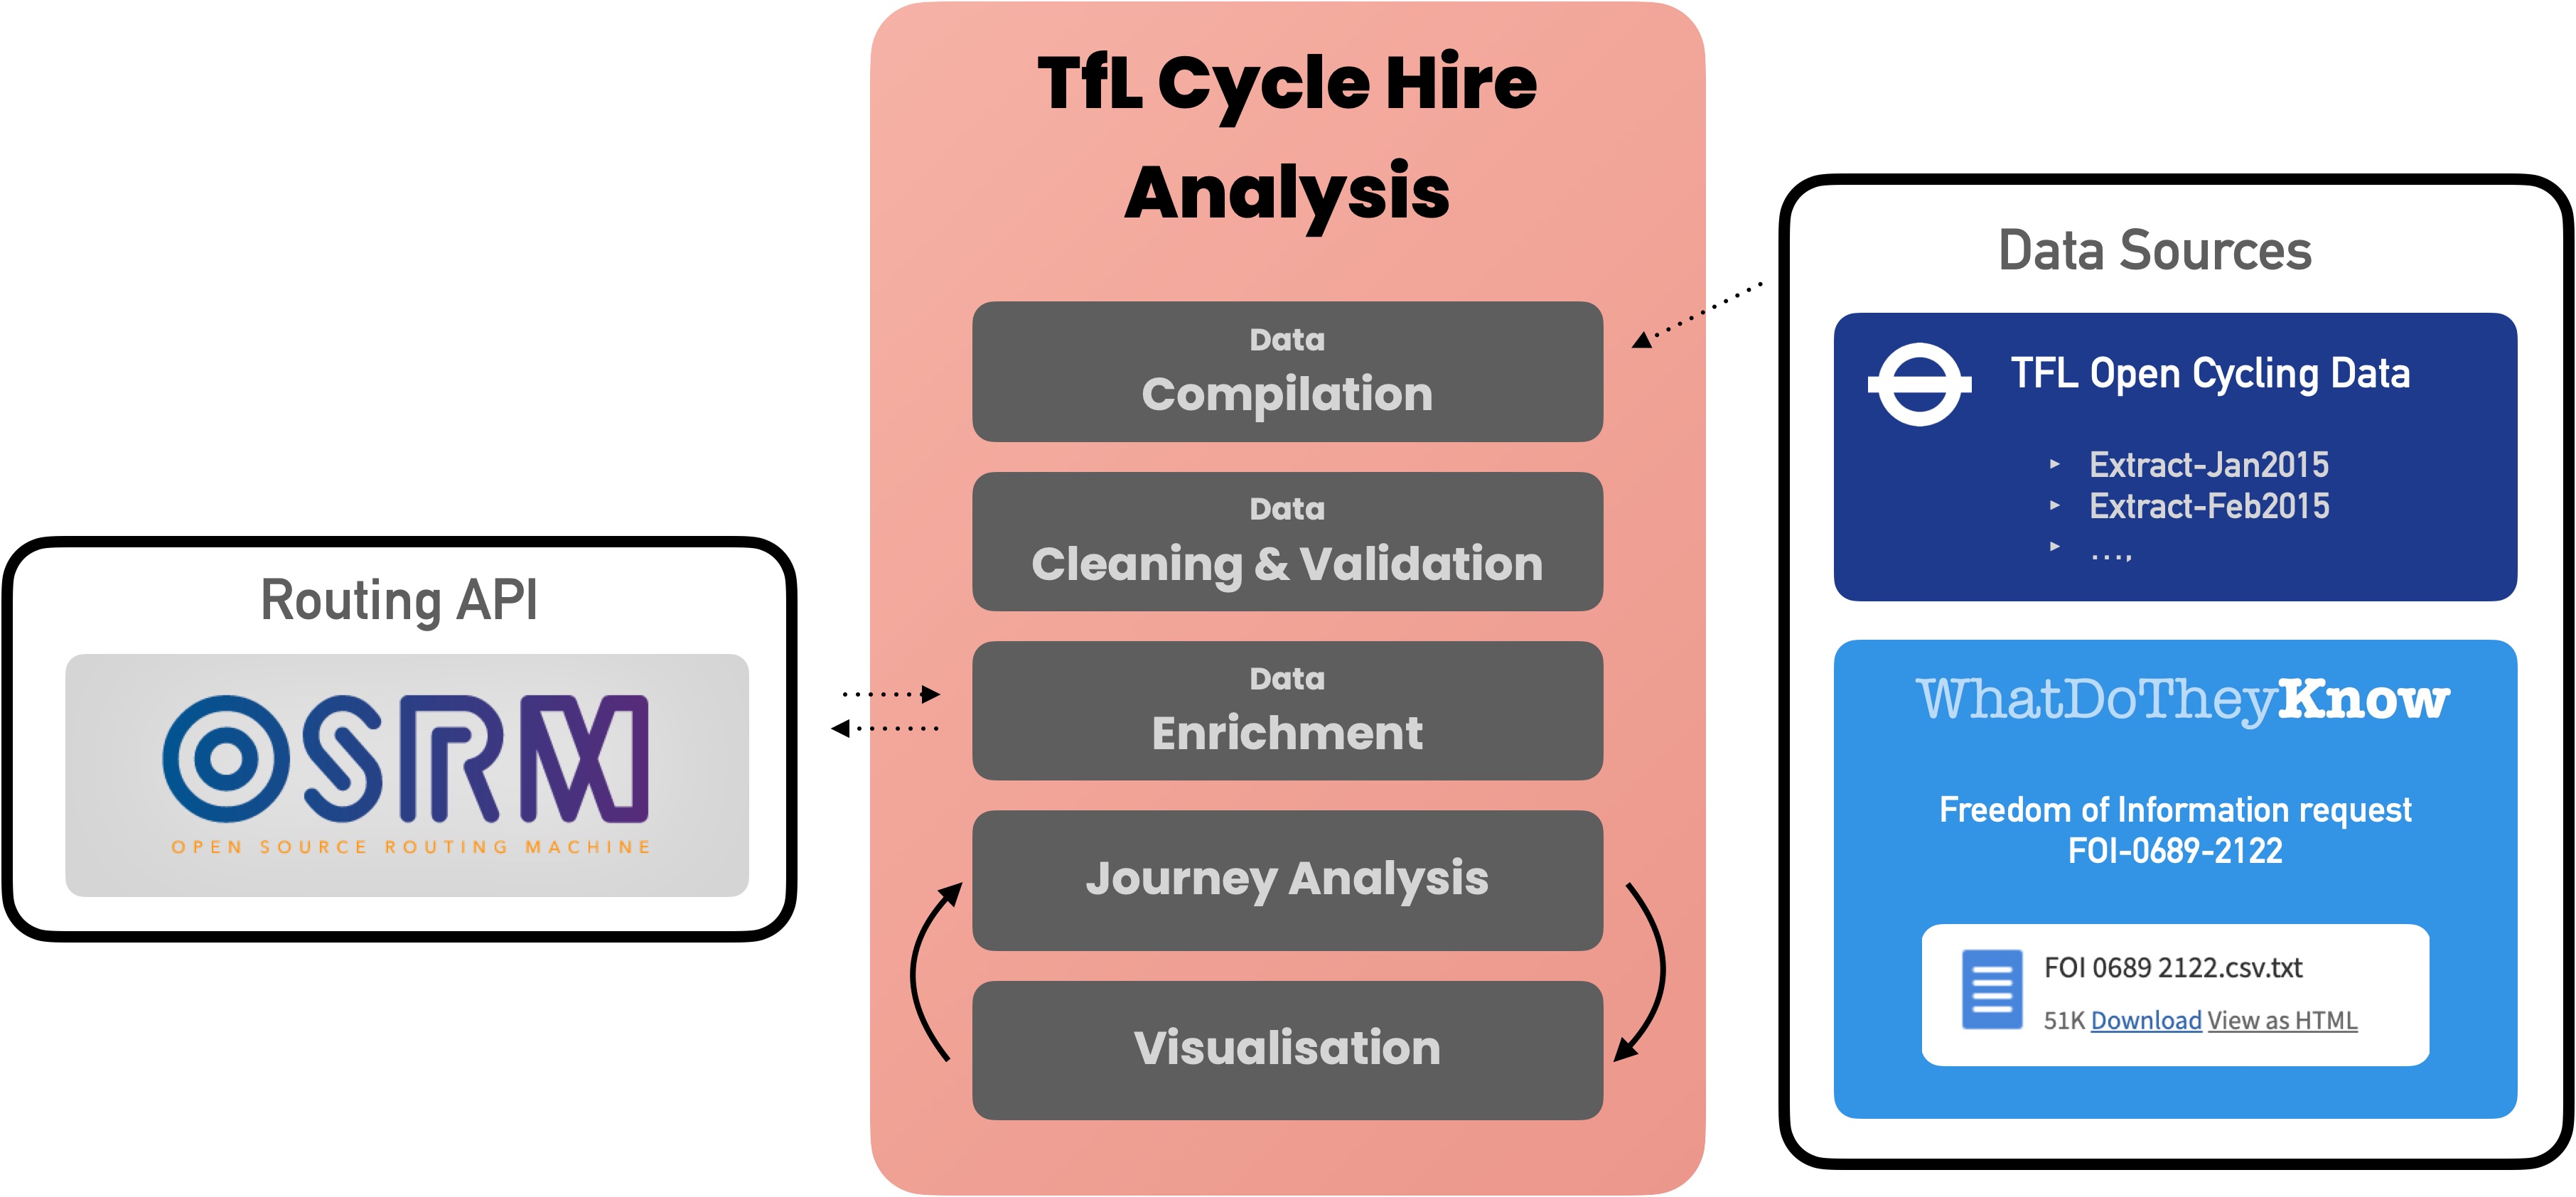 TfL Cycle Hire
Analysis
Data
Compilation
Data
Cleaning & Validation
Data
Enrichment
Journey Analysis
Visualisation
Routing API
OSRM
OPEN SOURCE ROUTING MACHINE
Data Sources
TFL Open Cycling Data
▸ Extract-Jan2015
▸ Extract-Feb2015
▸ ...,
WhatDoTheyKnow
Freedom of Information request
FOI-0689-2122
FOI 0689 2122.csv.txt
51K Download View as HTML